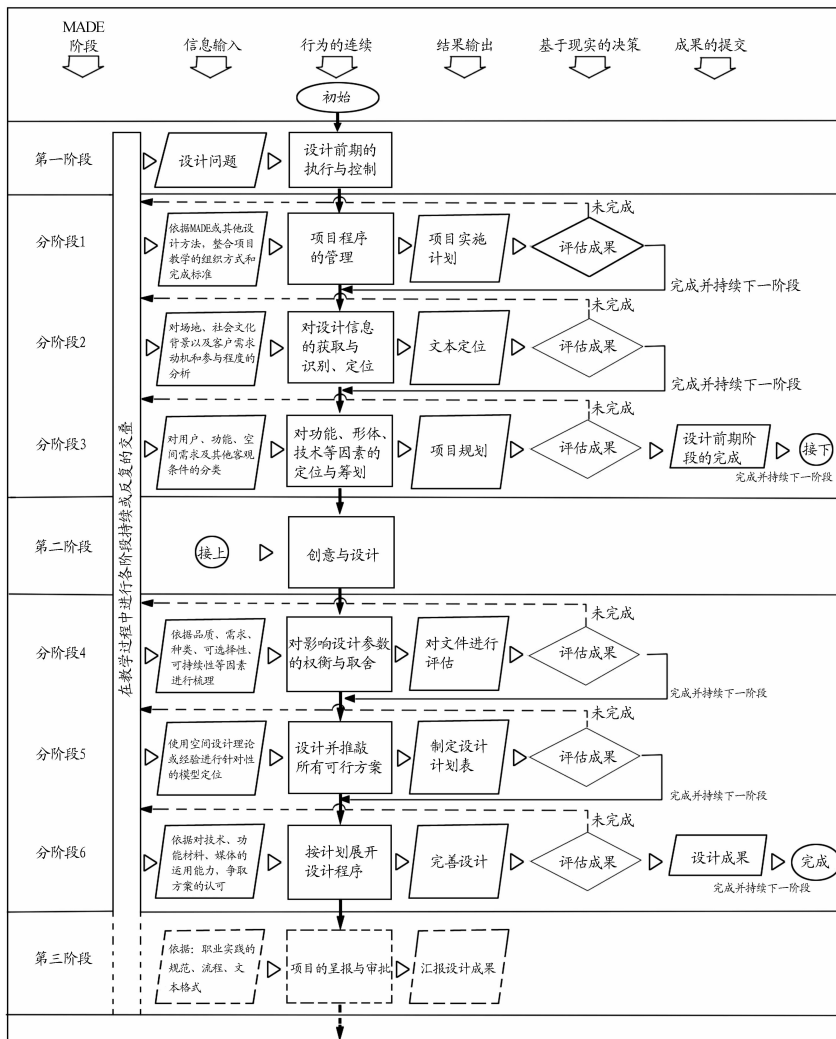 MADE
阶段
信息输入
行为的连续
结果输出
基于现实的决策
成果的提交
初始
第一阶段
设计问题
设计前期的
执行与控制
在教学过程中进行各阶段持续或反复的交叠
未完成
分阶段1
依据MADE或其他设
计方法，整合项目
教学的组织方式和
完成标准
项目程序
的管理
项目实施
计划
评估成果
完成并持续下一阶段
未完成
分阶段2
对场地、社会文化
背景以及客户需求
动机和参与程度的
分析
对设计信息
的获取与
识别、定位
文本定位
评估成果
完成并持续下一阶段
未完成
分阶段3
对用户、功能、空
间需求及其他客观
条件的分类
对功能、形体、
技术等因素的
定位与筹划
项目规划
评估成果
设计前期阶
段的完成
接下
完成并持续下一阶段
第二阶段
接上
创意与设计
未完成
分阶段4
依据品质、需求、
种类、可选择性、
可持续性等因素
进行梳理
对影响设计参数
的权衡与取舍
对文件进行
评估
评估成果
完成并持续下一阶段
未完成
分阶段5
使用空间设计理论
或经验进行针对性
的模型定位
设计并推敲
所有可行方案
制定设计
计划表
评估成果
完成并持续下一阶段
未完成
分阶段6
依据对技术、功
能材料、媒体的
运用能力，争取
方案的认可
按计划展开
设计程序
完善设计
评估成果
设计成果
完成
完成并持续下一阶段
第三阶段
依据：职业实践的
规范、流程、文
本格式
项目的呈报与审批
汇报设计成果